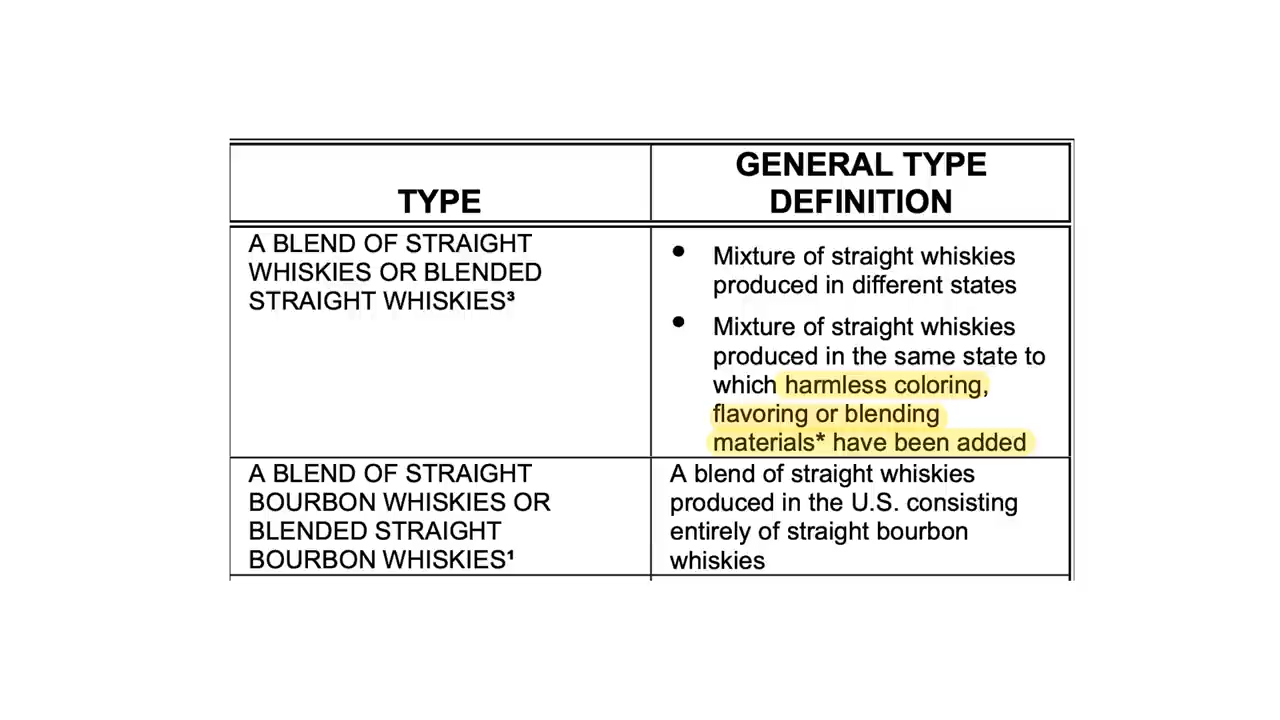 TYPE
GENERAL TYPE
DEFINITION
A BLEND OF STRAIGHT
WHISKIES OR BLENDED
STRAIGHT WHISKIES³
• Mixture of straight whiskies
produced in different states
• Mixture of straight whiskies
produced in the same state to
which harmless coloring,
flavoring or blending
materials* have been added
A BLEND OF STRAIGHT
BOURBON WHISKIES OR
BLENDED STRAIGHT
BOURBON WHISKIES¹
A blend of straight whiskies
produced in the U.S. consisting
entirely of straight bourbon
whiskies